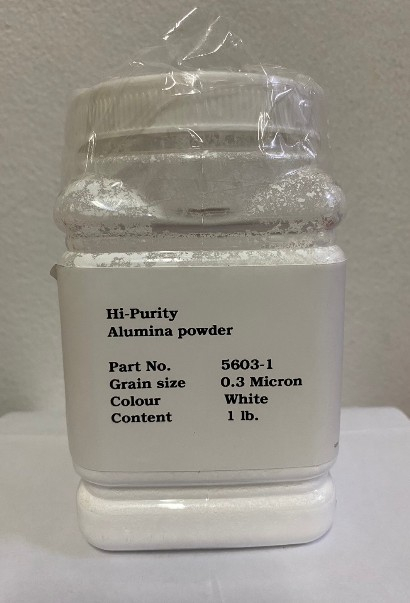 Hi-Purity
Alumina powder
Part No. 5603-1
Grain size 0.3 Micron
Colour White
Content 1 lb.